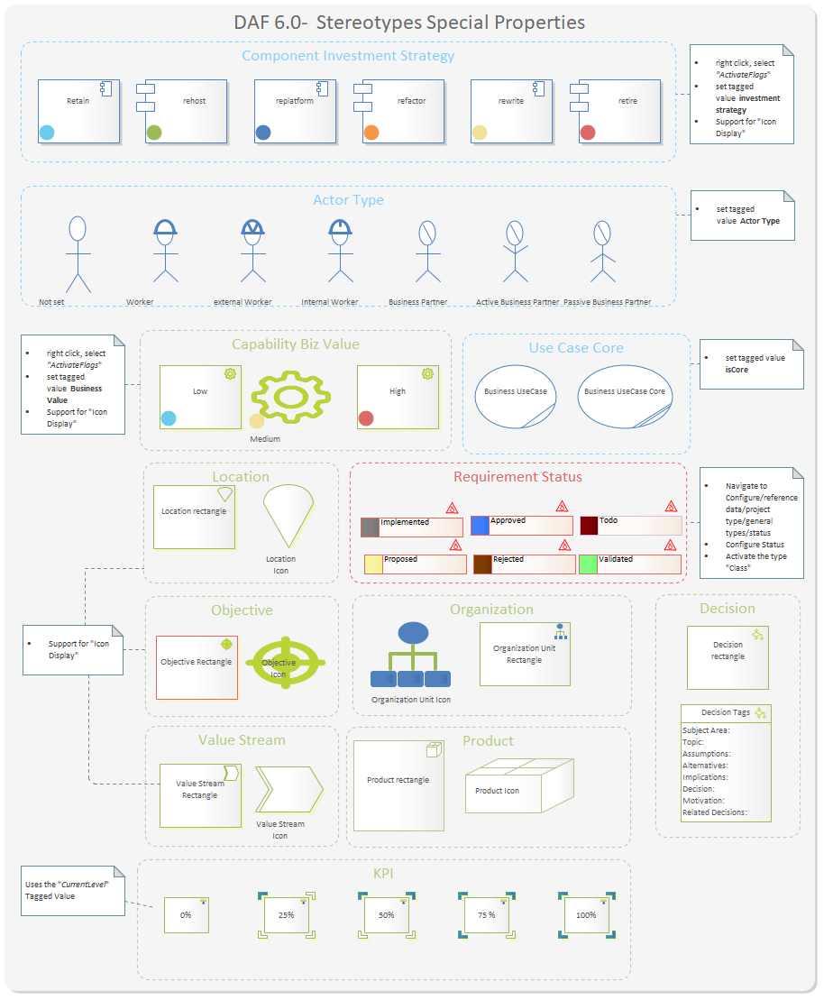 DAF 6.0-  Stereotypes Special Properties
Component Investment Strategy
Retain
rehost
replatform
refactor
rewrite
retire
• right click, select
"ActivateFlags"
• set tagged
value investment
strategy
• Support for "Icon
Display"
Actor Type
Not set
Worker
external Worker
Internal Worker
Business Partner
Active Business Partner
Passive Business Partner
• set tagged
value Actor Type
• right click, select
"ActivateFlags"
• set tagged
value Business
Value
• Support for "Icon
Display"
Capability Biz Value
Low
Medium
High
Use Case Core
Business UseCase
Business UseCase Core
• set tagged value
isCore
Location
Location rectangle
Location
Icon
Requirement Status
Implemented
Approved
Todo
Proposed
Rejected
Validated
• Navigate to
Configure/reference
data/project
type/general
types/status
• Configure Status
• Activate the type
"Class"
• Support for "Icon
Display"
Objective
Objective Rectangle
Objective
Icon
Organization
Organization Unit Icon
Organization Unit
Rectangle
Decision
Decision
rectangle
Decision Tags
Subject Area:
Topic:
Assumptions:
Alternatives:
Implications:
Decision:
Motivation:
Related Decisions:
Value Stream
Value Stream
Rectangle
Value Stream
Icon
Product
Product rectangle
Product Icon
Uses the "CurrentLevel"
Tagged Value
KPI
0%
25%
50%
75 %
100%